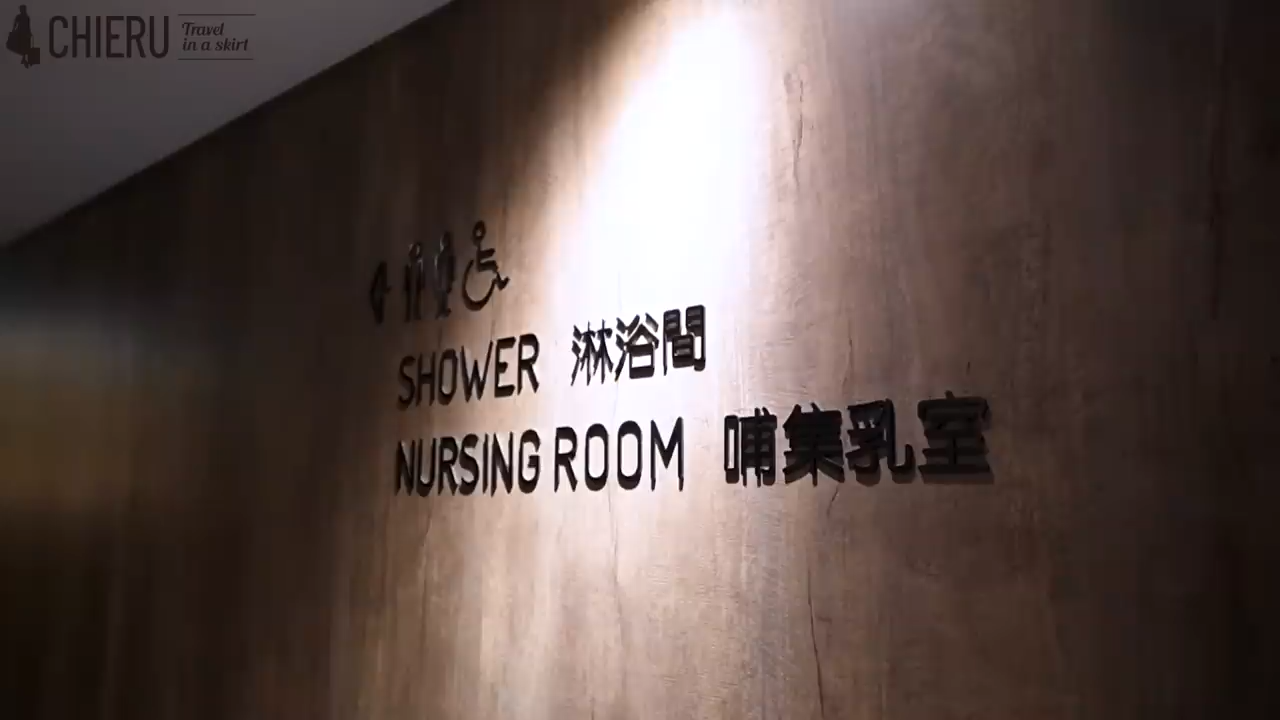 CHIERU
Travel
in a skirt
SHOWER 淋浴間
NURSING ROOM 哺集乳室